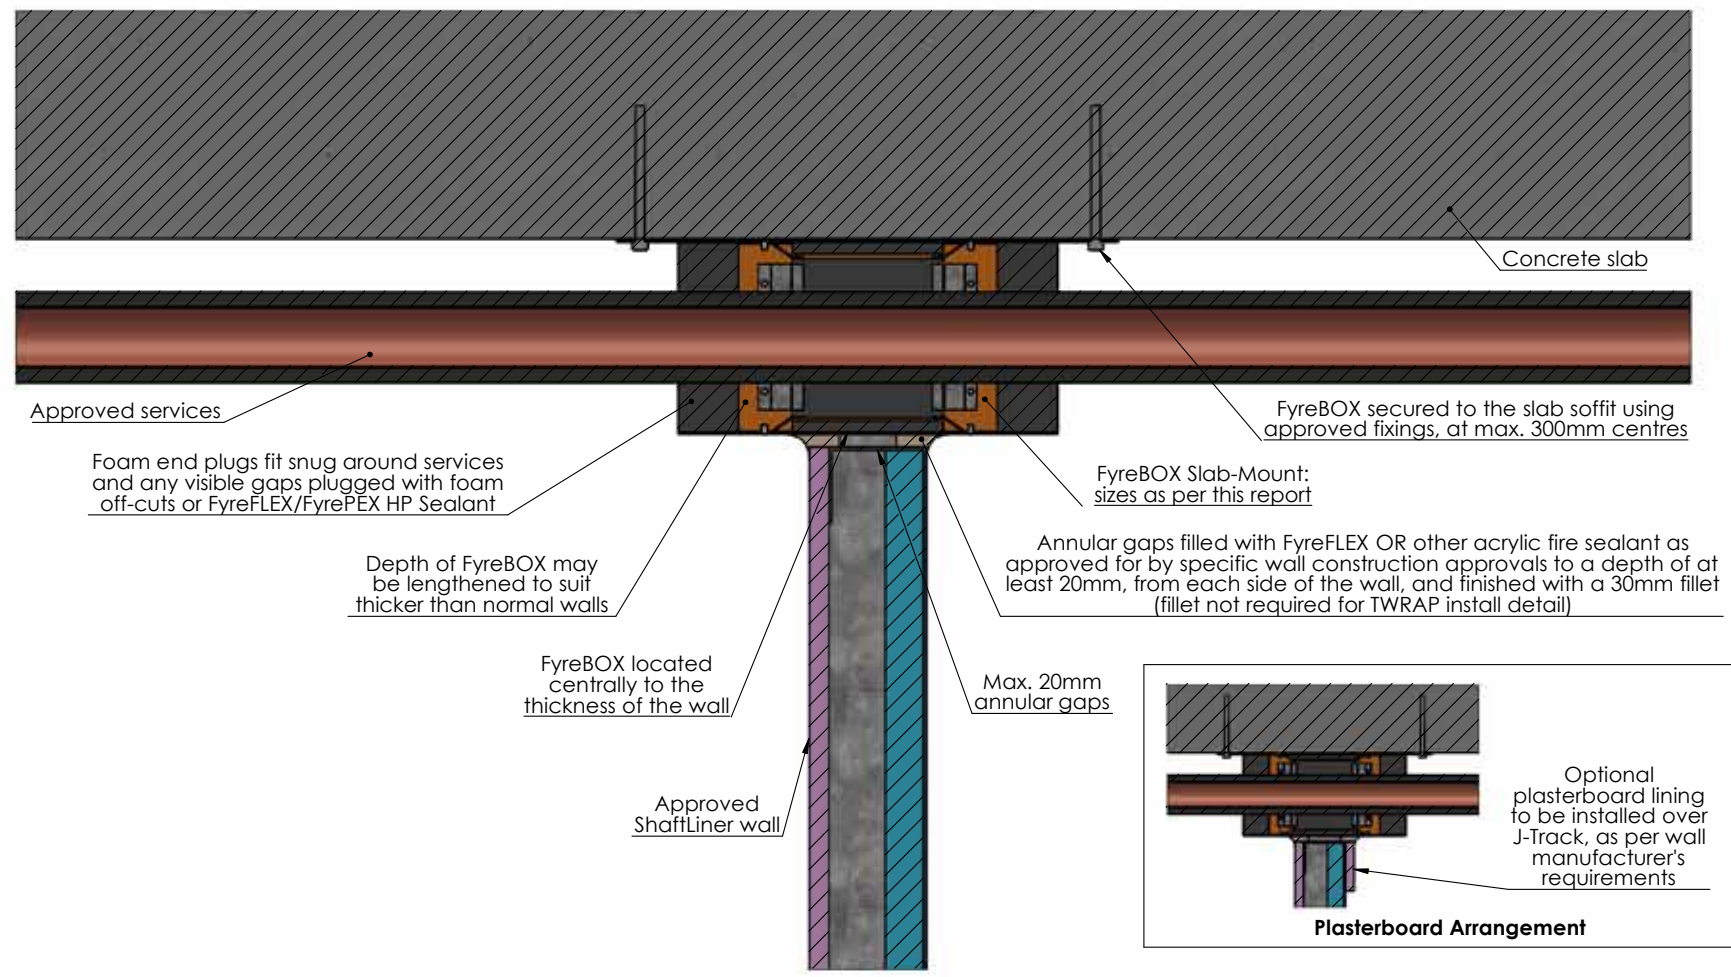 Concrete slab
Approved services
FyreBOX secured to the slab soffit using
approved fixings, at max. 300mm centres
Foam end plugs fit snug around services
and any visible gaps plugged with foam
off-cuts or FyreFLEX/FyrePEX HP Sealant
FyreBOX Slab-Mount:
sizes as per this report
Depth of FyreBOX may
be lengthened to suit
thicker than normal walls
Annular gaps filled with FyreFLEX OR other acrylic fire sealant as
approved for by specific wall construction approvals to a depth of at
least 20mm, from each side of the wall, and finished with a 30mm fillet
(fillet not required for TWRAP install detail)
FyreBOX located
centrally to the
thickness of the wall
Max. 20mm
annular gaps
Approved
ShaftLiner wall
Optional
plasterboard lining
to be installed over
J-Track, as per wall
manufacturer's
requirements
Plasterboard Arrangement